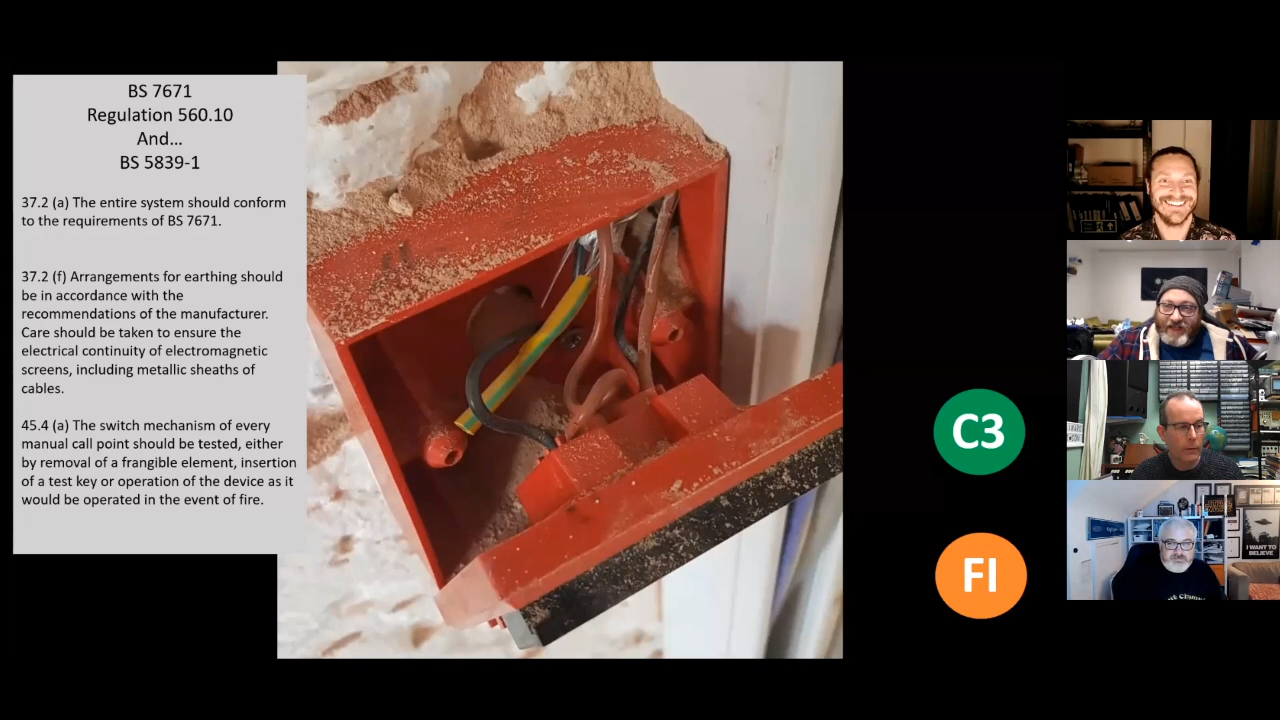 BS 7671
Regulation 560.10
And...
BS 5839-1
37.2 (a) The entire system should conform
to the requirements of BS 7671.
37.2 (f) Arrangements for earthing should
be in accordance with the
recommendations of the manufacturer.
Care should be taken to ensure the
electrical continuity of electromagnetic
screens, including metallic sheaths of
cables.
45.4 (a) The switch mechanism of every
manual call point should be tested, either
by removal of a frangible element, insertion
of a test key or operation of the device as it
would be operated in the event of fire.
C3
FI
I WANT TO
BELIEVE